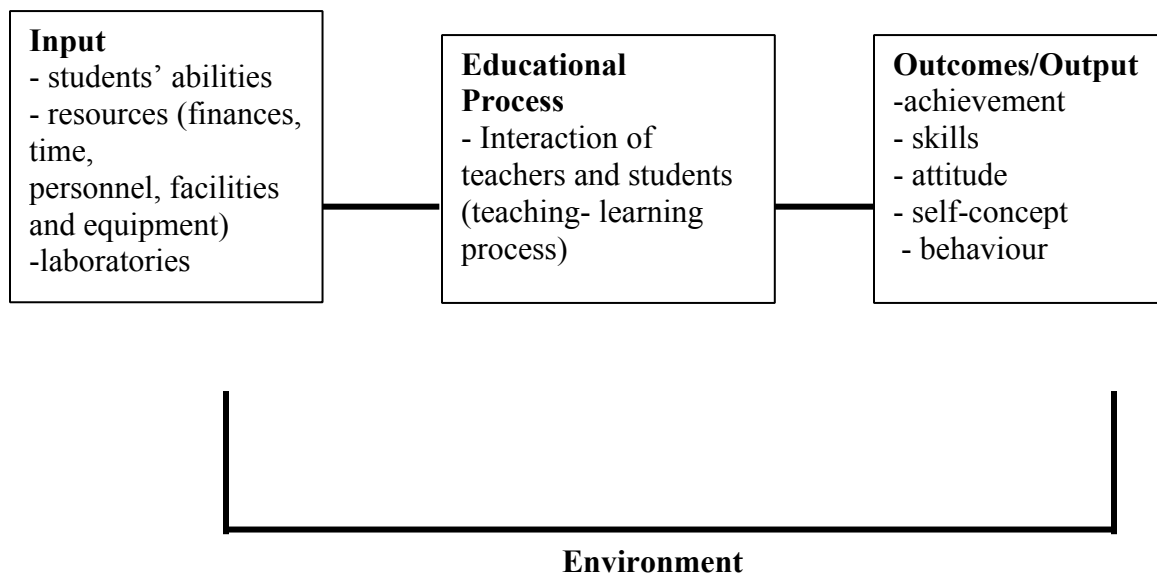 Input
- students’ abilities
- resources (finances,
time,
personnel, facilities
and equipment)
-laboratories
Educational
Process
- Interaction of
teachers and students
(teaching- learning
process)
Outcomes/Output
-achievement
- skills
- attitude
- self-concept
- behaviour
Environment